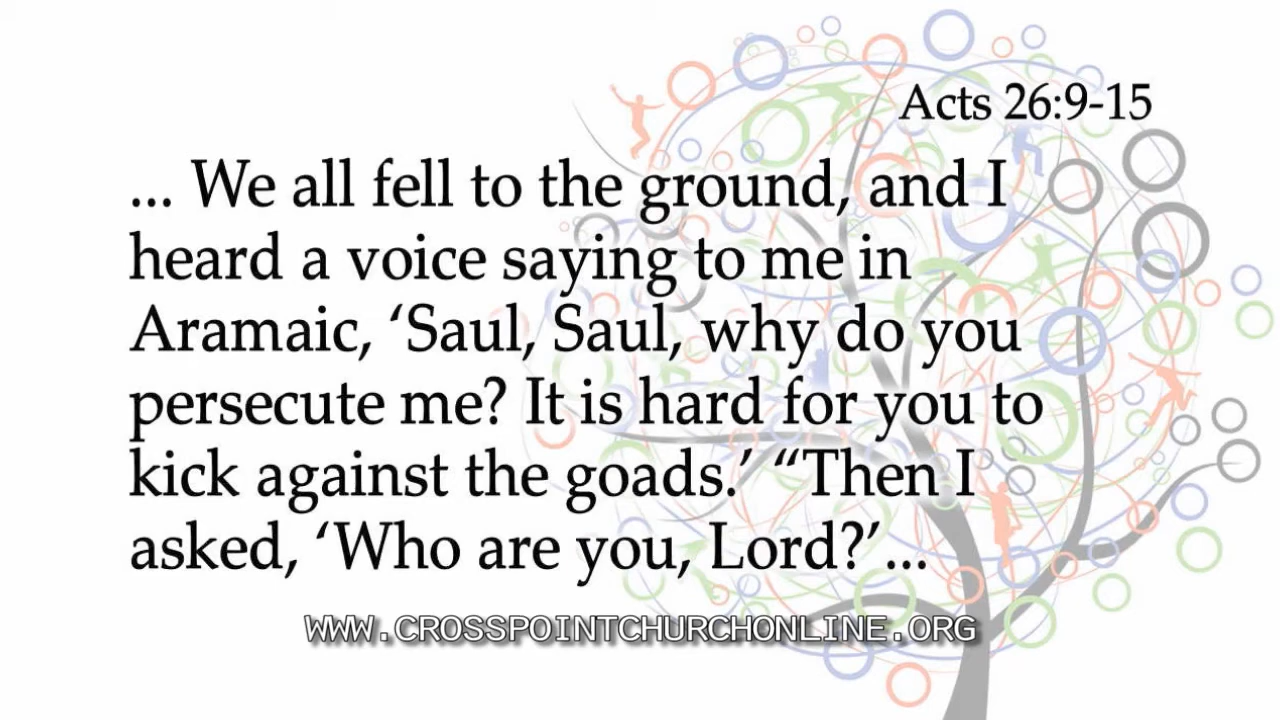 Acts 26:9-15
... We all fell to the ground, and I
heard a voice saying to me in
Aramaic, ‘Saul, Saul, why do you
persecute me? It is hard for you to
kick against the goads.’ “Then I
asked, ‘Who are you, Lord?’...
WWW.CROSSPOINTCHURCHONLINE.ORG